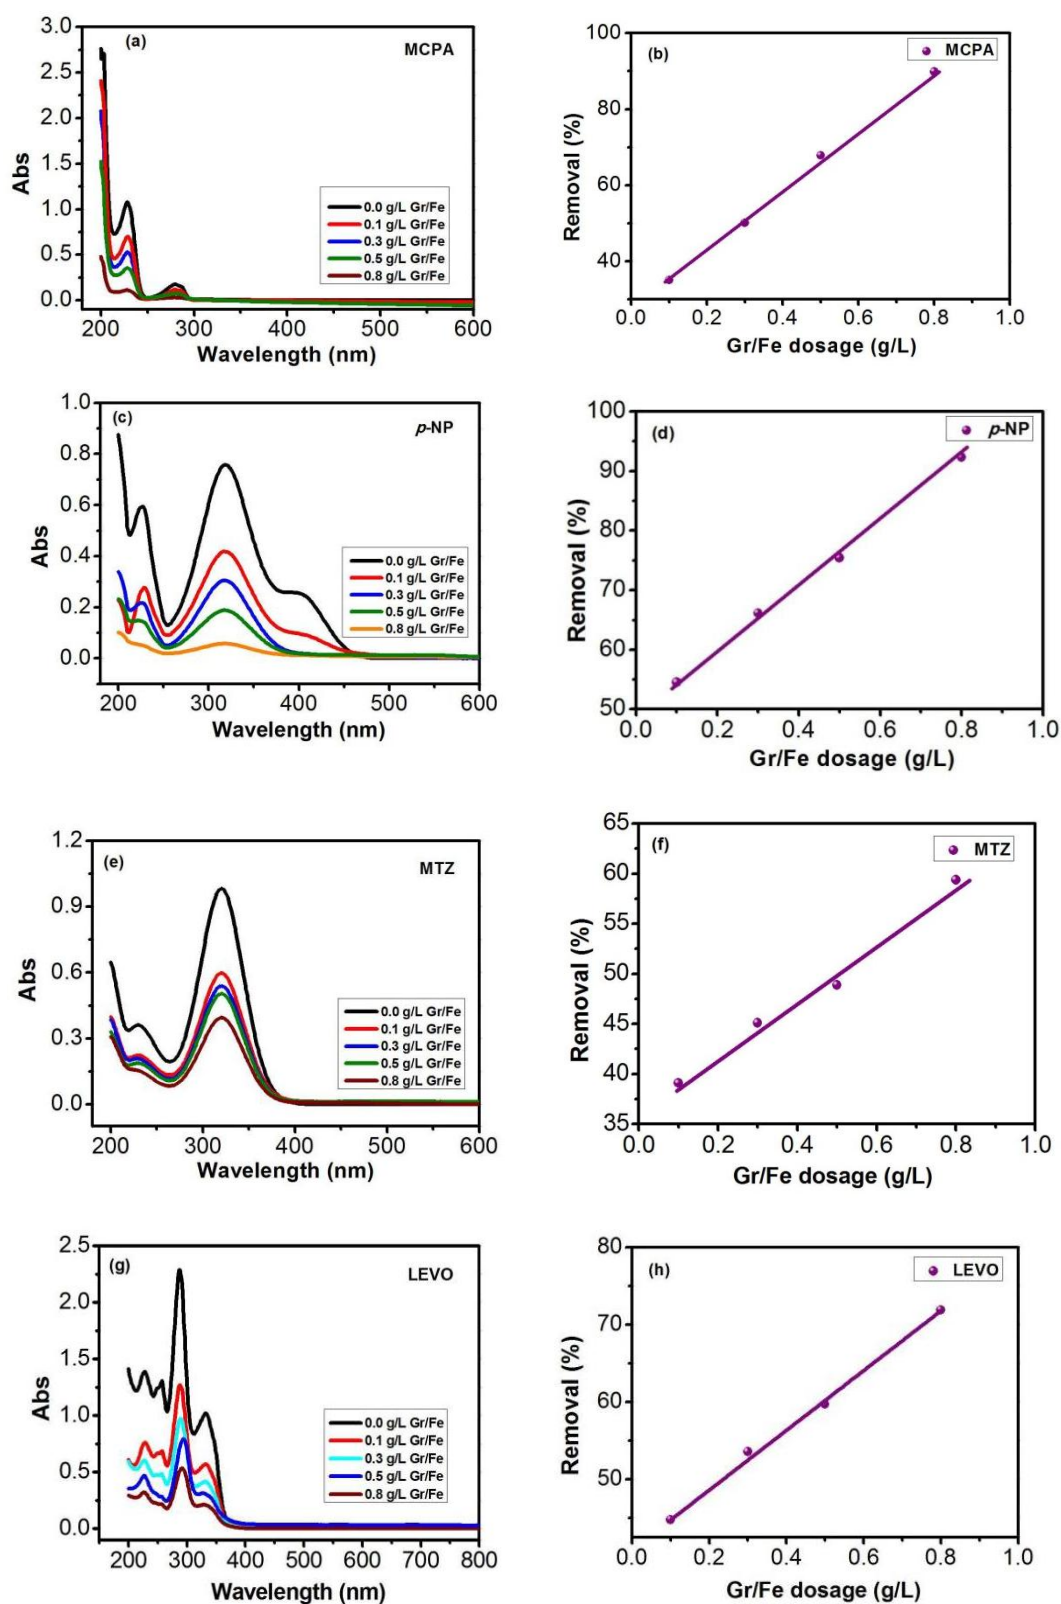 (a)
MCPA
3.0
2.5
2.0
1.5
1.0
0.5
0.0
Abs
0.0 g/L Gr/Fe
0.1 g/L Gr/Fe
0.3 g/L Gr/Fe
0.5 g/L Gr/Fe
0.8 g/L Gr/Fe
200 250 300 350 400 450 500 550 600
Wavelength (nm)
(b)
MCPA
100
80
60
40
Removal (%)
0.0 0.2 0.4 0.6 0.8 1.0
Gr/Fe dosage (g/L)
(c)
p-NP
1.0
0.8
0.6
0.4
0.2
0.0
Abs
0.0 g/L Gr/Fe
0.1 g/L Gr/Fe
0.3 g/L Gr/Fe
0.5 g/L Gr/Fe
0.8 g/L Gr/Fe
200 300 400 500 600
Wavelength (nm)
(d)
p-NP
100
90
80
70
60
50
Removal (%)
0.0 0.2 0.4 0.6 0.8 1.0
Gr/Fe dosage (g/L)
(e)
MTZ
1.2
0.9
0.6
0.3
0.0
Abs
0.0 g/L Gr/Fe
0.1 g/L Gr/Fe
0.3 g/L Gr/Fe
0.5 g/L Gr/Fe
0.8 g/L Gr/Fe
200 300 400 500 600
Wavelength (nm)
(f)
MTZ
65
60
55
50
45
40
35
Removal (%)
0.0 0.2 0.4 0.6 0.8 1.0
Gr/Fe dosage (g/L)
(g)
LEVO
2.5
2.0
1.5
1.0
0.5
0.0
Abs
0.0 g/L Gr/Fe
0.1 g/L Gr/Fe
0.3 g/L Gr/Fe
0.5 g/L Gr/Fe
0.8 g/L Gr/Fe
200 300 400 500 600 700 800
Wavelength (nm)
(h)
LEVO
80
70
60
50
Removal (%)
0.0 0.2 0.4 0.6 0.8 1.0
Gr/Fe dosage (g/L)